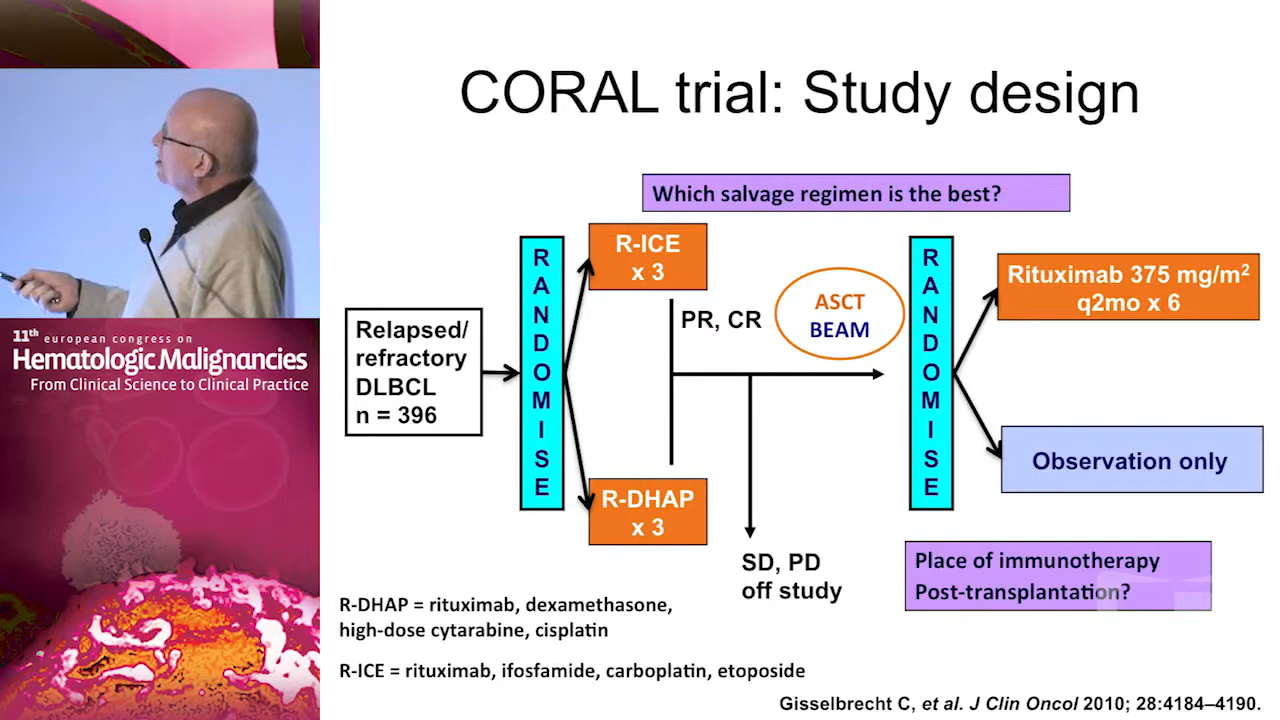 CORAL trial: Study design
Which salvage regimen is the best?
Relapsed/
refractory
DLBCL
n = 396
RANDOMISE
R-ICE
x 3
R-DHAP
x 3
PR, CR
ASCT
BEAM
SD, PD
off study
RANDOMISE
Rituximab 375 mg/m²
q2mo x 6
Observation only
Place of immunotherapy
Post-transplantation?
R-DHAP = rituximab, dexamethasone,
high-dose cytarabine, cisplatin
R-ICE = rituximab, ifosfamide, carboplatin, etoposide
Gisselbrecht C, et al. J Clin Oncol 2010; 28:4184–4190.
11th european congress on
Hematologic Malignancies
From Clinical Science to Clinical Practice